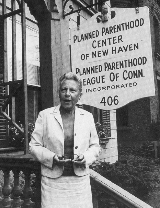 PLANNED PARENTHOOD
CENTER
OF NEW HAVEN
PLANNED PARENTHOOD
LEAGUE OF CONN.
INCORPORATED
406